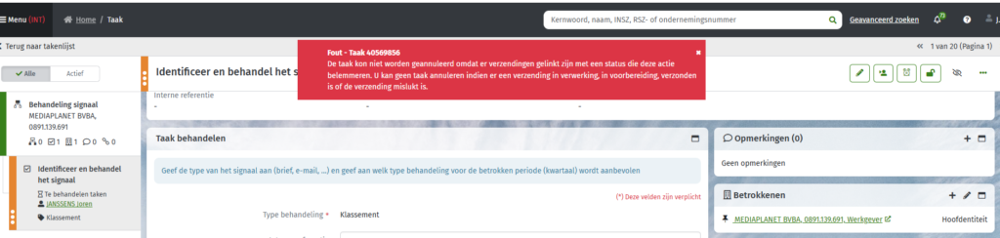 Menu (INT)
Home / Taak
Kernwoord, naam, INSZ, RSZ- of ondernemingsnummer
Geavanceerd zoeken
73
J.
Terug naar takenlijst
1 van 20 (Pagina 1)
Fout - Taak 40569856
De taak kon niet worden geannuleerd omdat er verzendingen gelinkt zijn met een status die deze actie
belemmeren. U kan geen taak annuleren indien er een verzending in verwerking, in voorbereiding, verzonden
is of de verzending mislukt is.
Alle
Actief
Identificeer en behandel het s
Interne referentie
-
-
-
Behandeling signaal
MEDIAPLANET BVBA,
0891.139.691
0 1 1 0 0
Identificeer en behandel
het signaal
Te behandelen taken
JANSSENS Joren
Klassement
Taak behandelen
Geef de type van het signaal aan (brief, e-mail, ...) en geef aan welk type behandeling voor de betrokken periode (kwartaal) wordt aanbevolen
(*) Deze velden zijn verplicht
Type behandeling * Klassement
Opmerkingen (0)
Geen opmerkingen
Betrokkenen
MEDIAPLANET BVBA, 0891.139.691, Werkgever
Hoofdentiteit